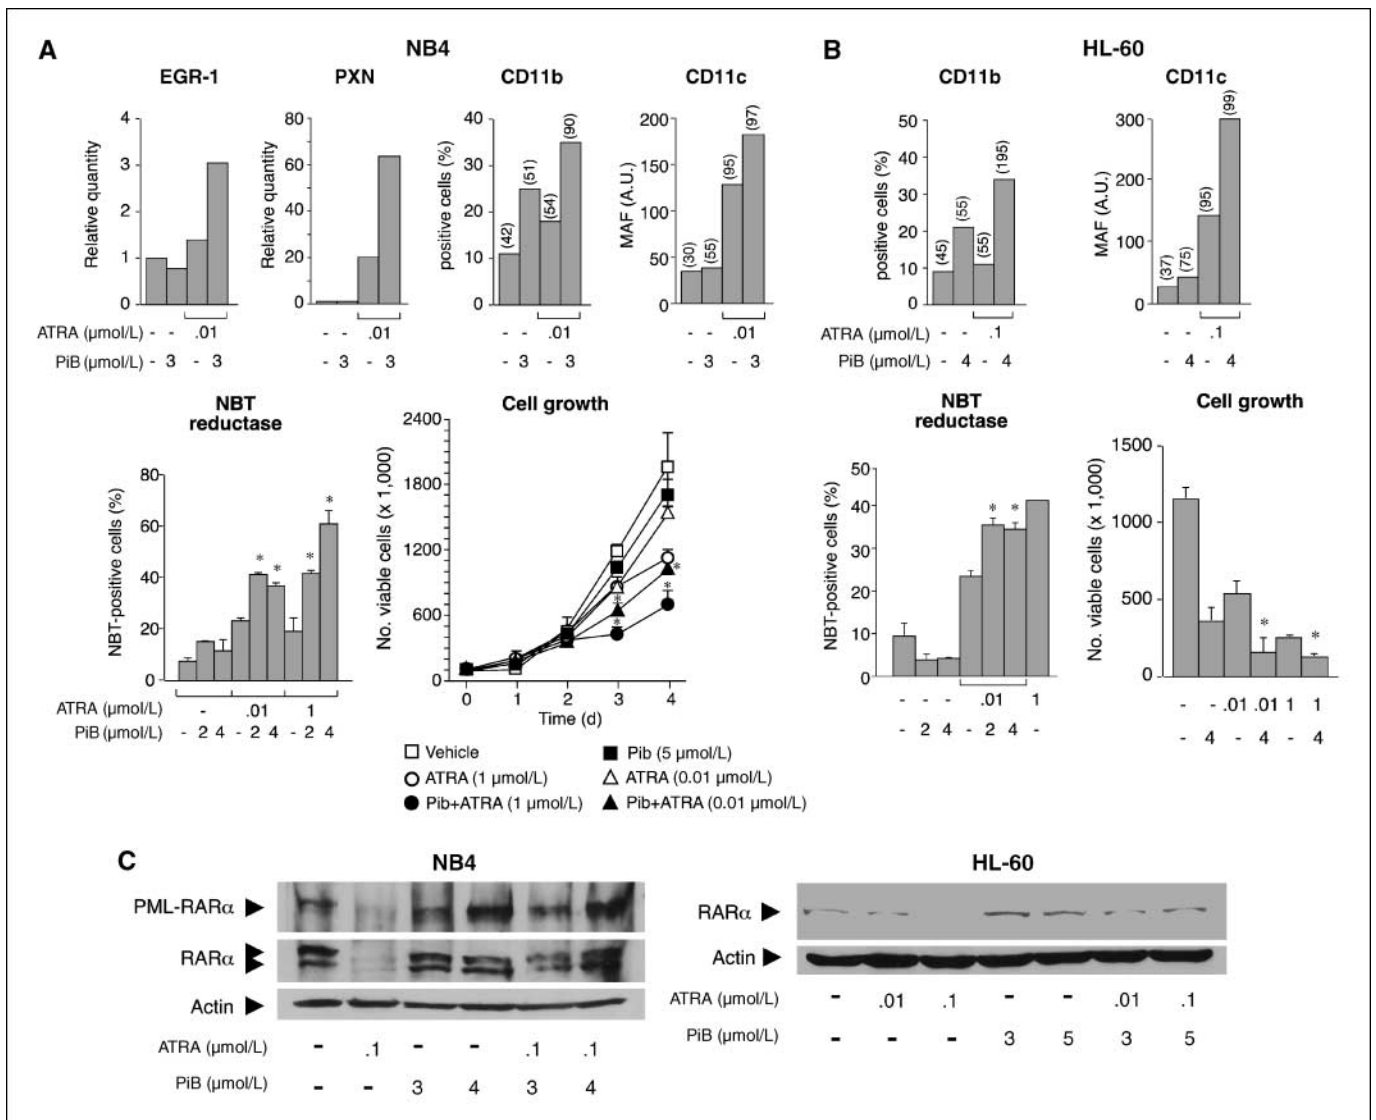 A
NB4
EGR-1 PXN CD11b CD11c
Relative quantity
4
3
2
1
0
Relative quantity
80
60
40
20
0
positive cells (%)
40
30
20
10
0
(42) (51) (54) (90)
MAF (A.U.)
200
150
100
50
0
(30) (55) (95) (97)
ATRA (µmol/L) - - .01 - - .01 - - .01 - - .01
PiB (µmol/L) - 3 - 3 - 3 - 3 - 3 - 3 - 3 - 3
B
HL-60
CD11b CD11c
positive cells (%)
50
40
30
20
10
0
(45) (55) (55) (195)
MAF (A.U.)
300
200
100
0
(37) (75) (95) (99)
- - .1 - - .1
- 4 - 4 - 4 - 4
NBT
reductase
NBT-positive cells (%)
80
60
40
20
0
* * * *
ATRA
(µmol/L) - .01 1
PiB (µmol/L) - 2 4 - 2 4 - 2 4
Cell growth
No. viable cells (x 1,000)
2400
1800
1200
600
0
* * * *
0 1 2 3 4
Time (d)
Vehicle Pib (5 µmol/L)
ATRA (1 µmol/L) ATRA (0.01 µmol/L)
Pib+ATRA (1 µmol/L) Pib+ATRA (0.01 µmol/L)
NBT
reductase
NBT-positive cells (%)
50
40
30
20
10
0
* *
- - - .01 1
- 2 4 - 2 4 -
Cell growth
No. viable cells (x 1,000)
1500
1000
500
0
* *
- - .01 .01 1 1
- 4 - 4 - 4
C
NB4
PML-RARα
RARα
Actin
ATRA (µmol/L) - .1 - - .1 .1
PiB (µmol/L) - - 3 4 3 4
HL-60
RARα
Actin
ATRA (µmol/L) - .01 .1 - - .01 .1
PiB (µmol/L) - - - 3 5 3 5